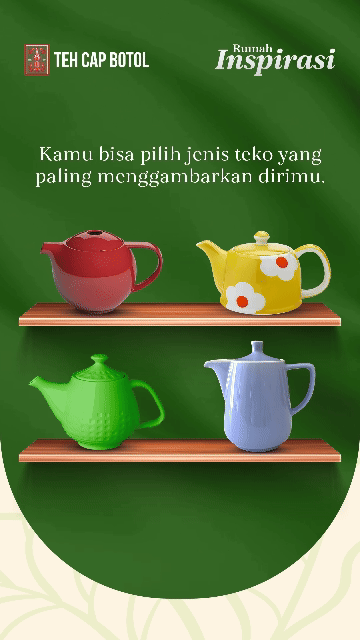 TEH CAP BOTOL
Rumah
Inspirasi
Kamu bisa pilih jenis teko yang
paling menggambarkan dirimu.